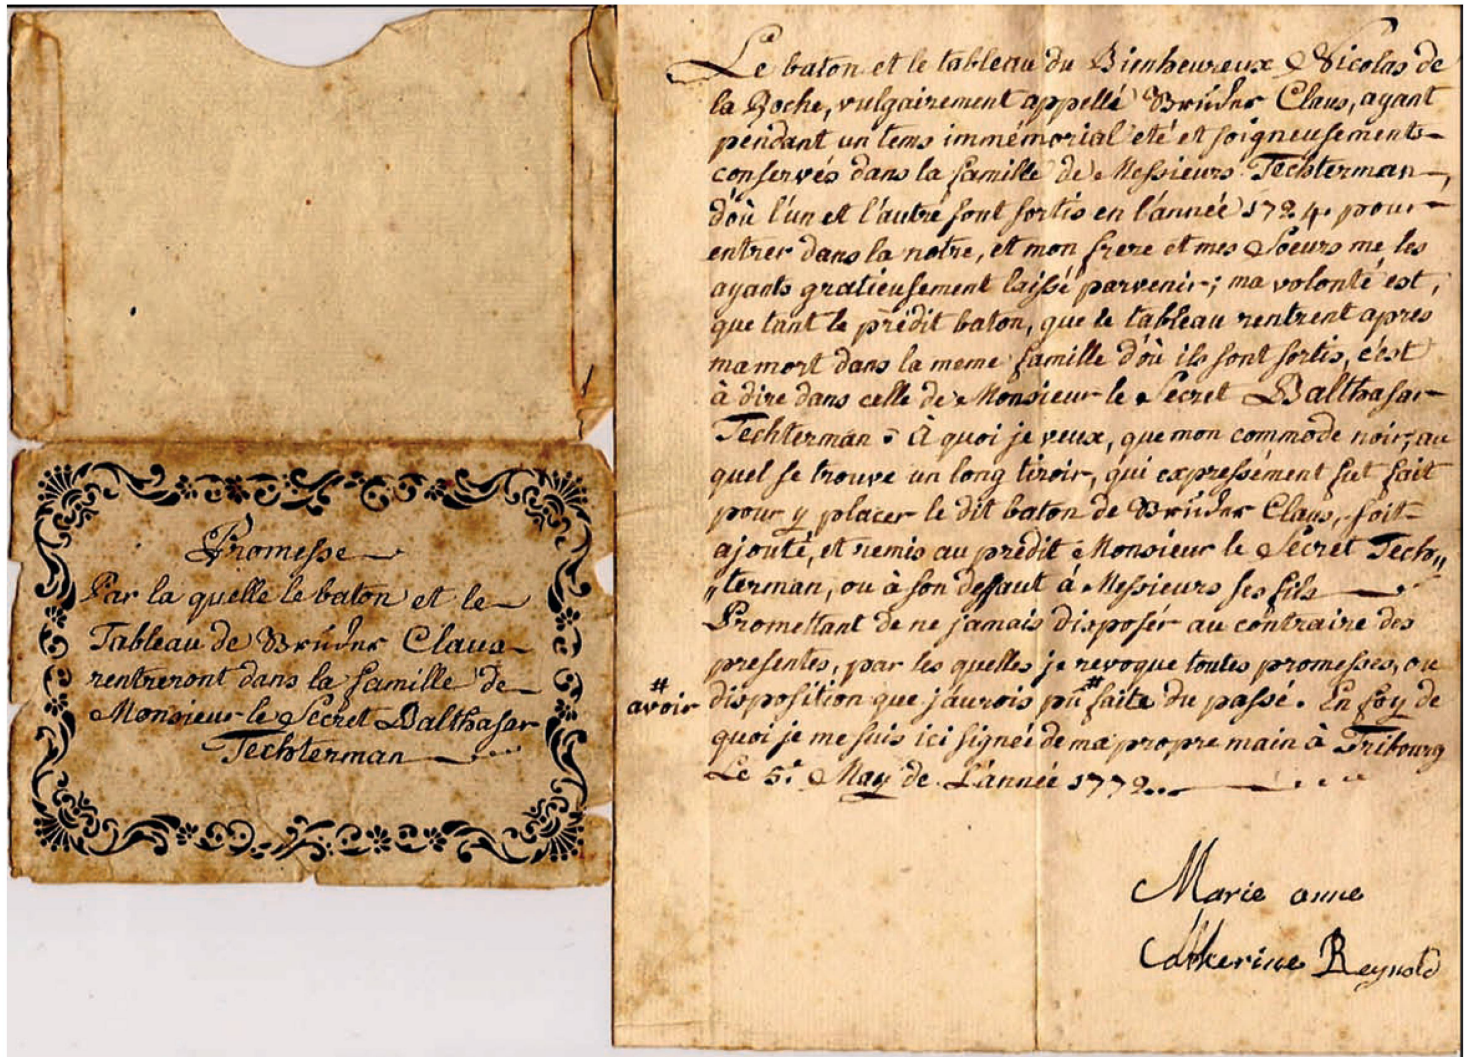 Promesse
Par la quelle le baton et le
Tableau de Brúder Claus
rentreront dans la famille de
Monsieur le Secret Balthasar
Techterman
Le baton et le tableau du Bienheureux Nicolas de
la Roche, vulgairement appellé Brúder Claus, ayant
pendant un tems immémorial eté et soigneusement
conservés dans la famille de Messieurs Techterman,
d'où l'un et l'autre sont sortis en l'année 1724. pour
entrer dans la notre, et mon frere et mes Soeurs me les
ayants gratieusement laissé parvenir; ma volonté est,
que tant le prédit baton, que le tableau rentrent apres
ma mort dans la meme famille d'où ils sont sortis, c'est
à dire dans celle de Monsieur le Secret Balthasar
Techterman = À quoi je veux, que mon commode noir, au
quel se trouve un long tiroir, qui expressément fut fait
pour y placer le dit baton de Brúder Claus, soit
ajouté, et remis au prédit Monsieur le Secret Tech„
„terman, ou à son deffaut à Messieurs ses fils
Promettant de ne jamais disposér au contraire des
presentes, par les quelles je revoque toutes promesses, ou
# avoir
disposition que j'aurois pû # faite du passé. En foy de
quoi je me suis ici signée de ma propre main à Fribourg
Le 5.e May de L'année 1772..
Marie anne
Catherine Reynold